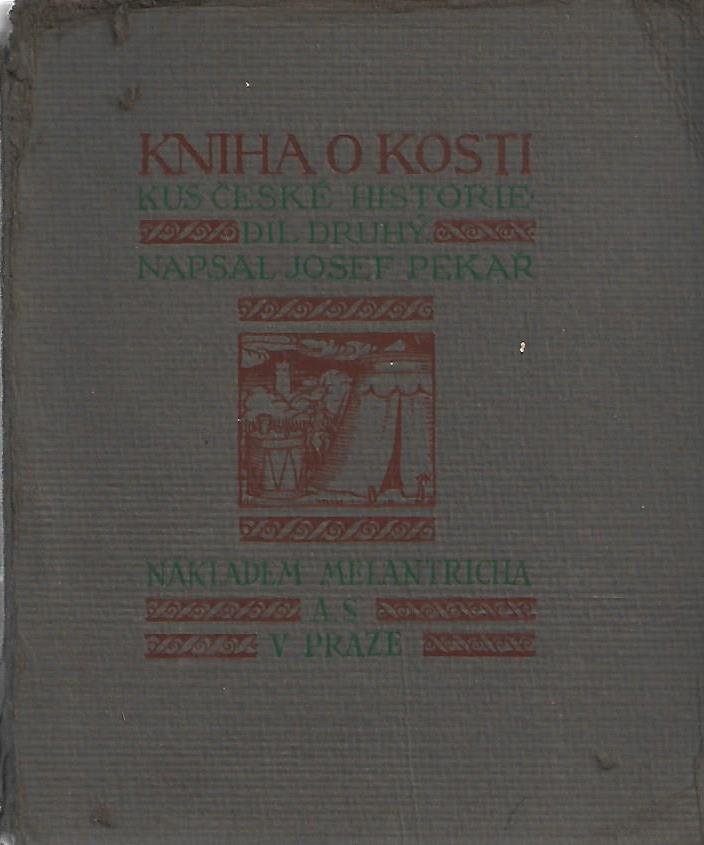 KNIHA O KOSTI
KUS ČESKÉ HISTORIE·
DÍL DRUHÝ.
NAPSAL JOSEF PEKAŘ
NÁKLADEM MELANTRICHA
A. S.
V PRAZE